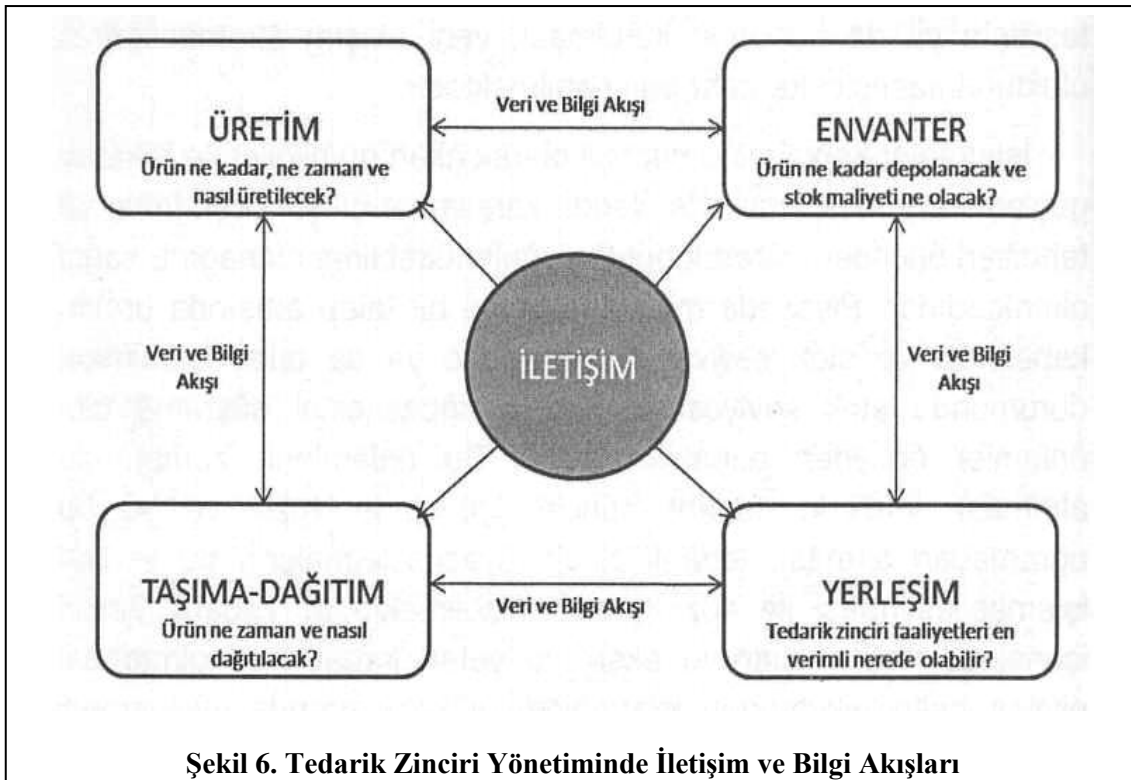 ÜRETİM
Ürün ne kadar, ne zaman ve
nasıl üretilecek?
Veri ve Bilgi Akışı
ENVANTER
Ürün ne kadar depolanacak ve
stok maliyeti ne olacak?
Veri ve Bilgi
Akışı
İLETİŞİM
Veri ve Bilgi
Akışı
TAŞIMA-DAĞITIM
Ürün ne zaman ve nasıl
dağıtılacak?
Veri ve Bilgi Akışı
YERLEŞİM
Tedarik zinciri faaliyetleri en
verimli nerede olabilir?
Şekil 6. Tedarik Zinciri Yönetiminde İletişim ve Bilgi Akışları